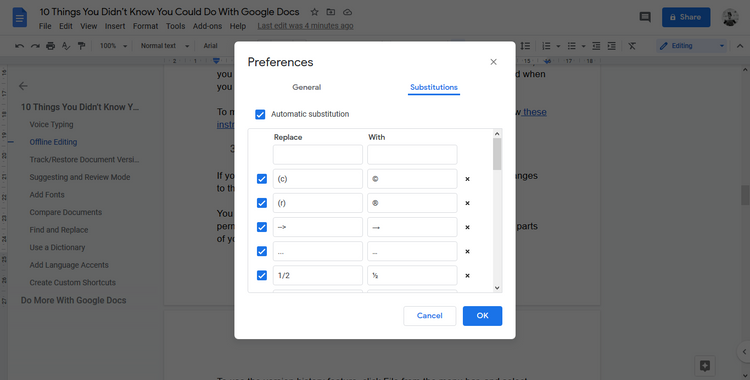 10 Things You Didn't Know You Could Do With Google Docs
File Edit View Insert Format Tools Add-ons Help Last edit was 4 minutes ago
Share
100% Normal text Arial
Editing
2 1 15 17 18
Preferences
General Substitutions
Automatic substitution
Replace With
(c) ©
(r) ®
--> →
... …
1/2 ½
Cancel OK
10 Things You Didn't Know Y...
Voice Typing
Offline Editing
Track/Restore Document Versi...
Suggesting and Review Mode
Add Fonts
Compare Documents
Find and Replace
Use a Dictionary
Add Language Accents
Create Custom Shortcuts
Do More With Google Docs
you d when
you
To m w these
instr
3
If yo nges
to th
You
perm parts
of yo